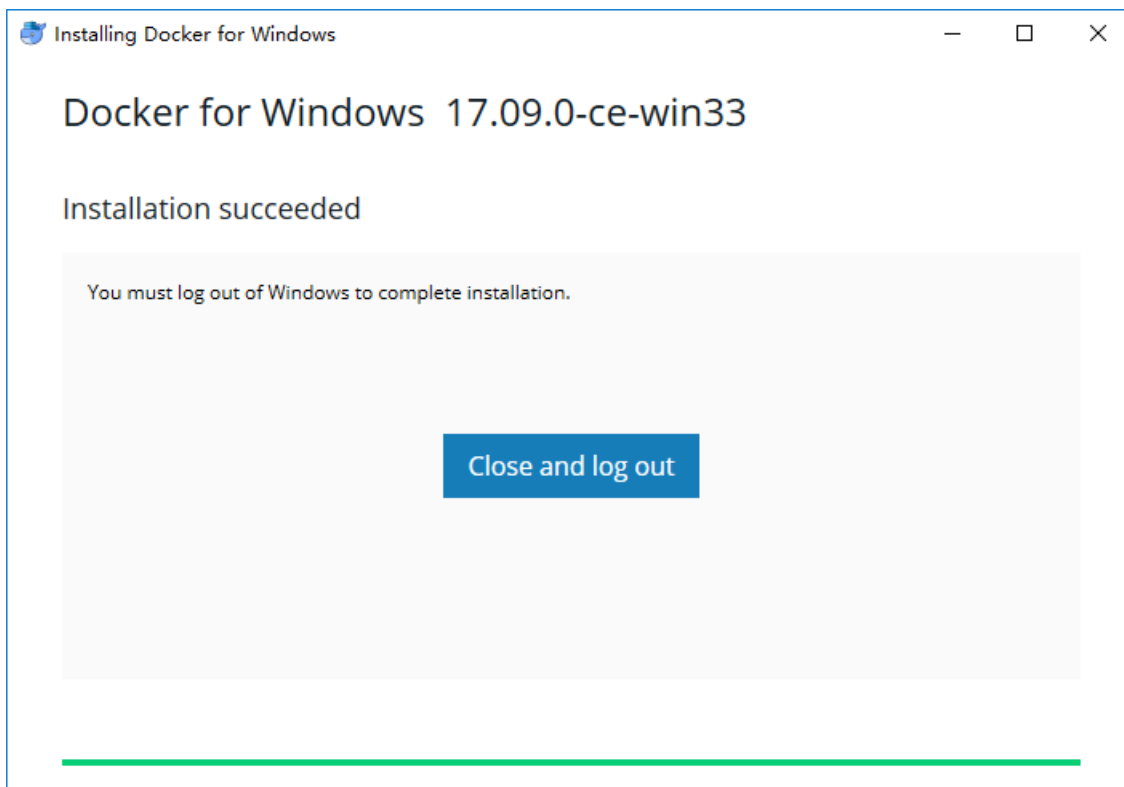 Installing Docker for Windows
Docker for Windows 17.09.0-ce-win33
Installation succeeded
You must log out of Windows to complete installation.
Close and log out